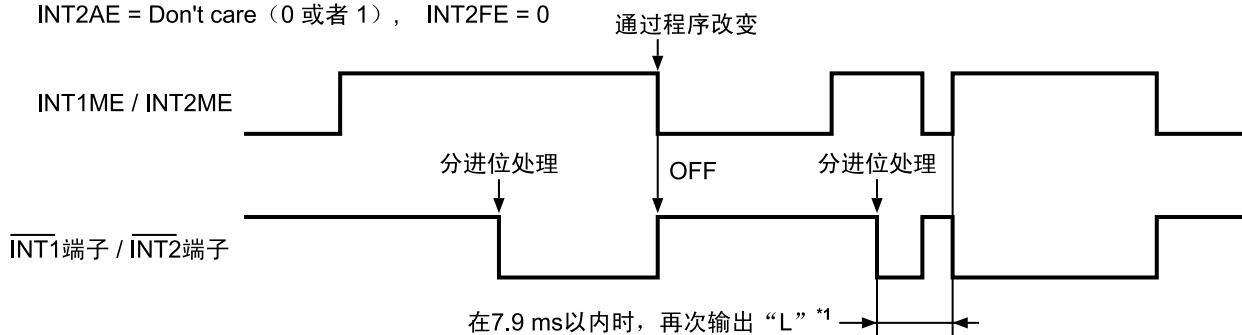 INT2AE = Don't care（0 或者 1）， INT2FE = 0
通过程序改变
INT1ME / INT2ME
分进位处理
OFF
分进位处理
INT1端子 / INT2端子
在7.9 ms以内时，再次输出“L” *1